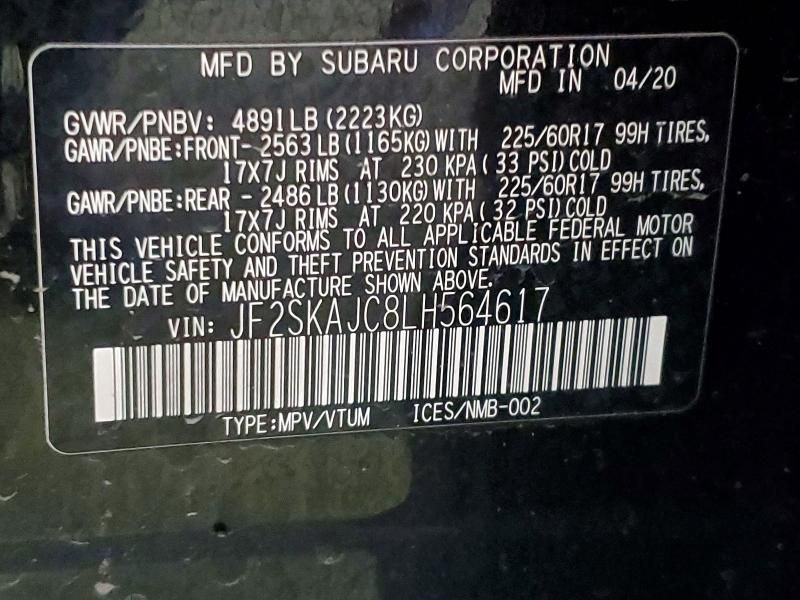 MFD BY SUBARU CORPORATION
MFD IN 04/20
GVWR/PNBV: 4891LB (2223KG)
GAWR/PNBE:FRONT- 2563 LB (1165KG) WITH 225/60R17 99H TIRES,
17X7J RIMS AT 230 KPA ( 33 PSI) COLD
GAWR/PNBE:REAR - 2486 LB (1130KG) WITH 225/60R17 99H TIRES,
17X7J RIMS AT 220 KPA ( 32 PSI) COLD
THIS VEHICLE CONFORMS TO ALL APPLICABLE FEDERAL MOTOR
VEHICLE SAFETY AND THEFT PREVENTION STANDARDS IN EFFECT ON
THE DATE OF MANUFACTURE SHOWN ABOVE.
VIN: JF2SKAJC8LH564617
TYPE:MPV/VTUM ICES/NMB-002